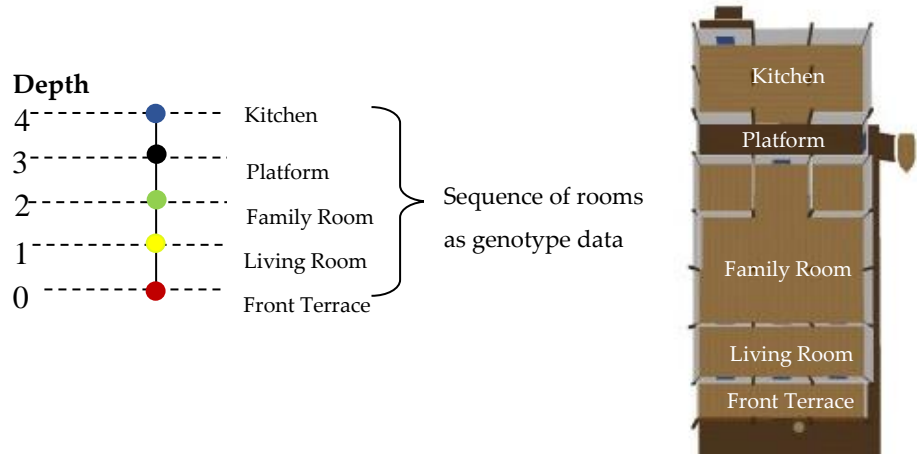 Depth
4
Kitchen
3
Platform
2
Family Room
1
Living Room
0
Front Terrace
Sequence of rooms
as genotype data
Kitchen
Platform
Family Room
Living Room
Front Terrace